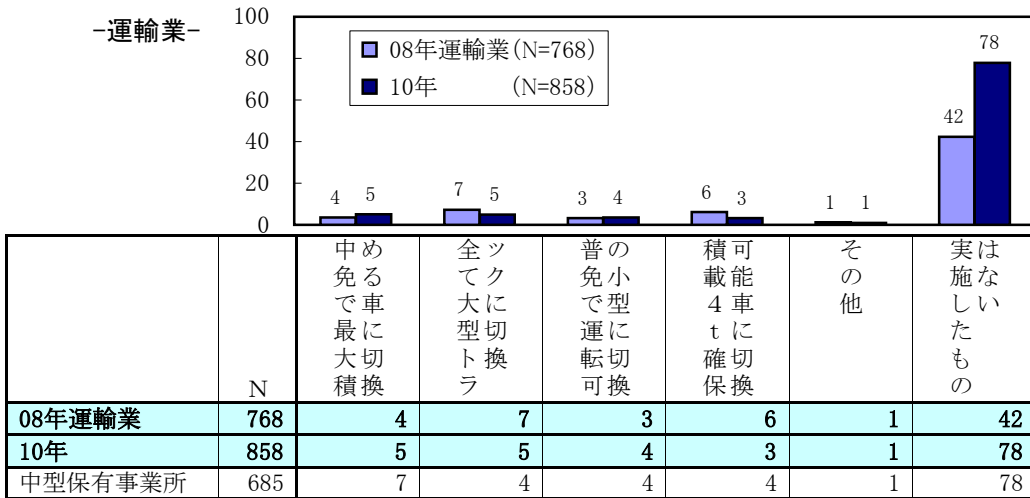 -運輸業-
100
80
60
40
20
0
08年運輸業(N=768)
10年 (N=858)
4 5
7 5
3 4
6 3
1 1
42 78
N
中免で最大積
める車に切換
全て大型トラ
ックに切換
普免で運転可
の小型に切換
積載4t確保
可能車に切換
その他
実施したもの
はない
08年運輸業 768 4 7 3 6 1 42
10年 858 5 5 4 3 1 78
中型保有事業所 685 7 4 4 4 1 78